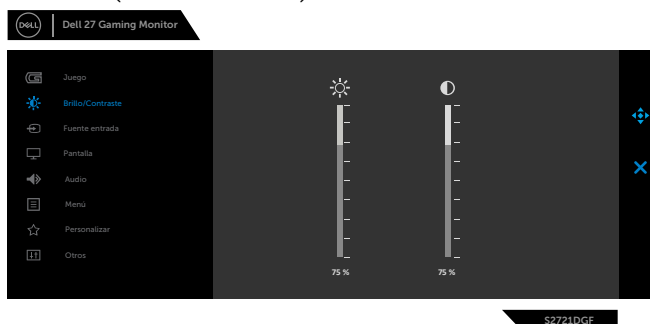 DELL
Dell 27 Gaming Monitor
Juego
Brillo/Contraste
Fuente entrada
Pantalla
Audio
Menú
Personalizar
Otros
75 %
75 %
S2721DGF